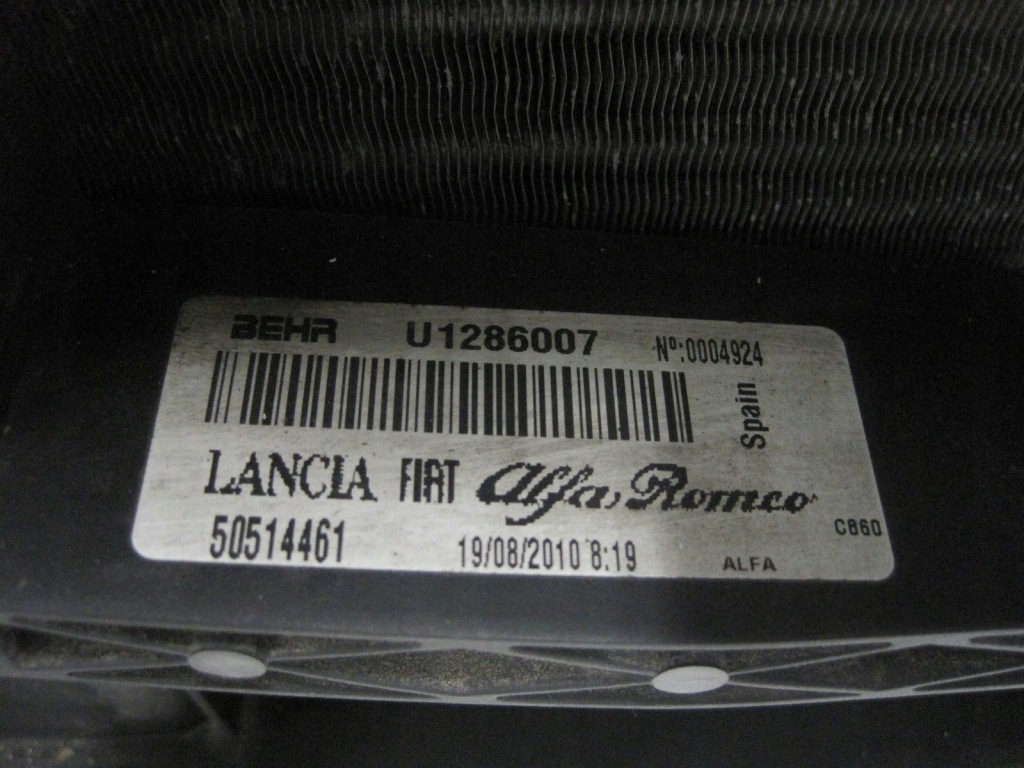 BEHR U1286007 Nº:0004924
Spain
LANCIA FIAT Alfa Romeo
C860
50514461 19/08/2010 8:19 ALFA